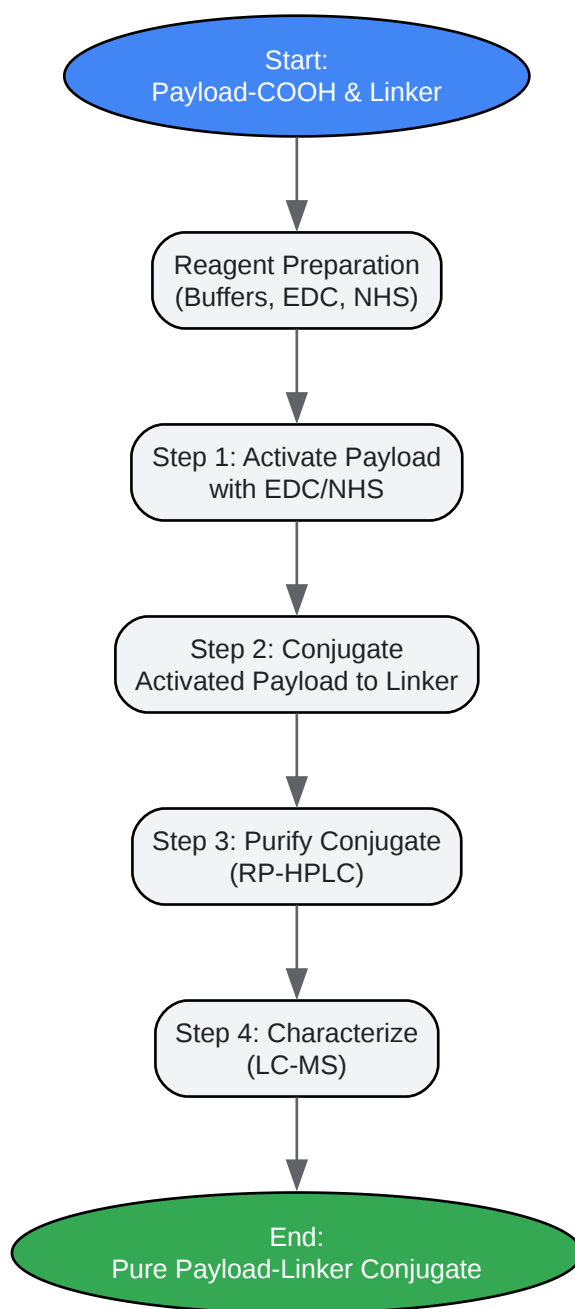 Start:
Payload-COOH & Linker
Reagent Preparation
(Buffers, EDC, NHS)
Step 1: Activate Payload
with EDC/NHS
Step 2: Conjugate
Activated Payload to Linker
Step 3: Purify Conjugate
(RP-HPLC)
Step 4: Characterize
(LC-MS)
End:
Pure Payload-Linker Conjugate